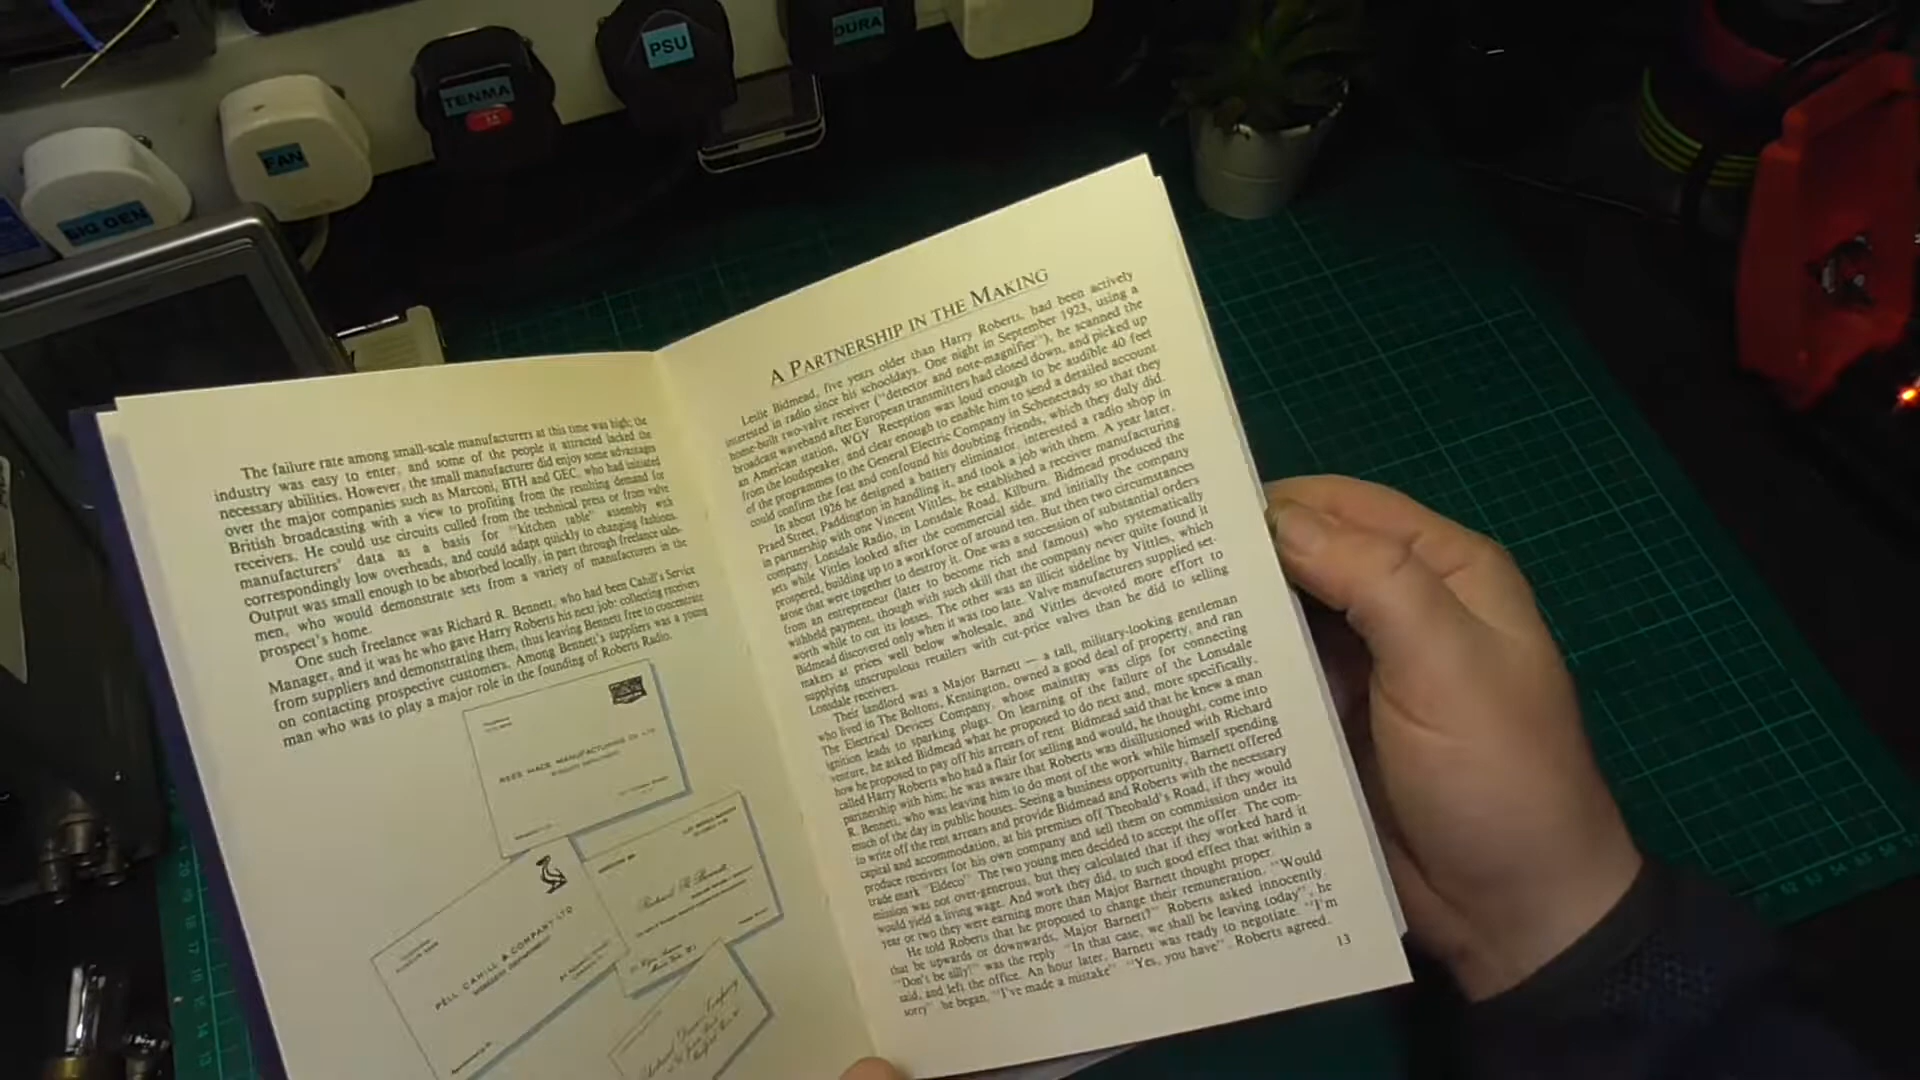 SIG GEN
FAN
TENMA
PSU
DURA
The failure rate among small-scale manufacturers at this time was high; the
industry was easy to enter, and some of the people it attracted lacked the
necessary abilities. However, the small manufacturer did enjoy some advantages
over the major companies such as Marconi, BTH and GEC, who had initiated
British broadcasting with a view to profiting from the resulting demand for
receivers. He could use circuits culled from the technical press or from valve
manufacturers' data as a basis for "kitchen table" assembly with
correspondingly low overheads, and could adapt quickly to changing fashions.
Output was small enough to be absorbed locally, in part through freelance sales-
men, who would demonstrate sets from a variety of manufacturers in the
prospect's home.
One such freelance was Richard R. Bennett, who had been Cahill's Service
Manager, and it was he who gave Harry Roberts his next job: collecting receivers
from suppliers and demonstrating them, thus leaving Bennett free to concentrate
on contacting prospective customers. Among Bennett's suppliers was a young
man who was to play a major role in the founding of Roberts Radio.
REES MACE MANUFACTURING CO LTD
PELL CAHILL & COMPANY LTD
Richard R. Bennett
A PARTNERSHIP IN THE MAKING
Leslie Bidmead, five years older than Harry Roberts, had been actively
interested in radio since his schooldays. One night in September 1923, using a
home-built two-valve receiver ("detector and note-magnifier"), he scanned the
broadcast waveband after European transmitters had closed down, and picked up
an American station, WGY. Reception was loud enough to be audible 40 feet
from the loudspeaker, and clear enough to enable him to send a detailed account
of the programmes to the General Electric Company in Schenectady so that they
could confirm the feat and confound his doubting friends, which they duly did.
In about 1926 he designed a battery eliminator, interested a radio shop in
Praed Street, Paddington in handling it, and took a job with them. A year later,
in partnership with one Vincent Vittles, he established a receiver manufacturing
company, Lonsdale Radio, in Lonsdale Road, Kilburn. Bidmead produced the
sets while Vittles looked after the commercial side, and initially the company
prospered, building up to a workforce of around ten. But then two circumstances
arose that were together to destroy it. One was a succession of substantial orders
from an entrepreneur (later to become rich and famous) who systematically
withheld payment, though with such skill that the company never quite found it
worth while to cut its losses. The other was an illicit sideline by Vittles, which
Bidmead discovered only when it was too late. Valve manufacturers supplied set-
makers at prices well below wholesale, and Vittles devoted more effort to
supplying unscrupulous retailers with cut-price valves than he did to selling
Lonsdale receivers.
Their landlord was a Major Barnett — a tall, military-looking gentleman
who lived in The Boltons, Kensington, owned a good deal of property, and ran
The Electrical Devices Company, whose mainstay was clips for connecting
ignition leads to sparking plugs. On learning of the failure of the Lonsdale
venture, he asked Bidmead what he proposed to do next and, more specifically,
how he proposed to pay off his arrears of rent. Bidmead said that he knew a man
called Harry Roberts who had a flair for selling and would, he thought, come into
partnership with him; he was aware that Roberts was disillusioned with Richard
R. Bennett, who was leaving him to do most of the work while himself spending
much of the day in public houses. Seeing a business opportunity, Barnett offered
to write off the rent arrears and provide Bidmead and Roberts with the necessary
capital and accommodation, at his premises off Theobald's Road, if they would
produce receivers for his own company and sell them on commission under its
trade mark "Eldeco". The two young men decided to accept the offer. The com-
mission was not over-generous, but they calculated that if they worked hard it
would yield a living wage. And work they did, to such good effect that within a
year or two they were earning more than Major Barnett thought proper.
He told Roberts that he proposed to change their remuneration. "Would
that be upwards or downwards, Major Barnett?" Roberts asked innocently.
"Don't be silly!" was the reply. "In that case, we shall be leaving today", he
said, and left the office. An hour later, Barnett was ready to negotiate. "I'm
sorry" he began, "I've made a mistake" "Yes, you have", Roberts agreed.
13